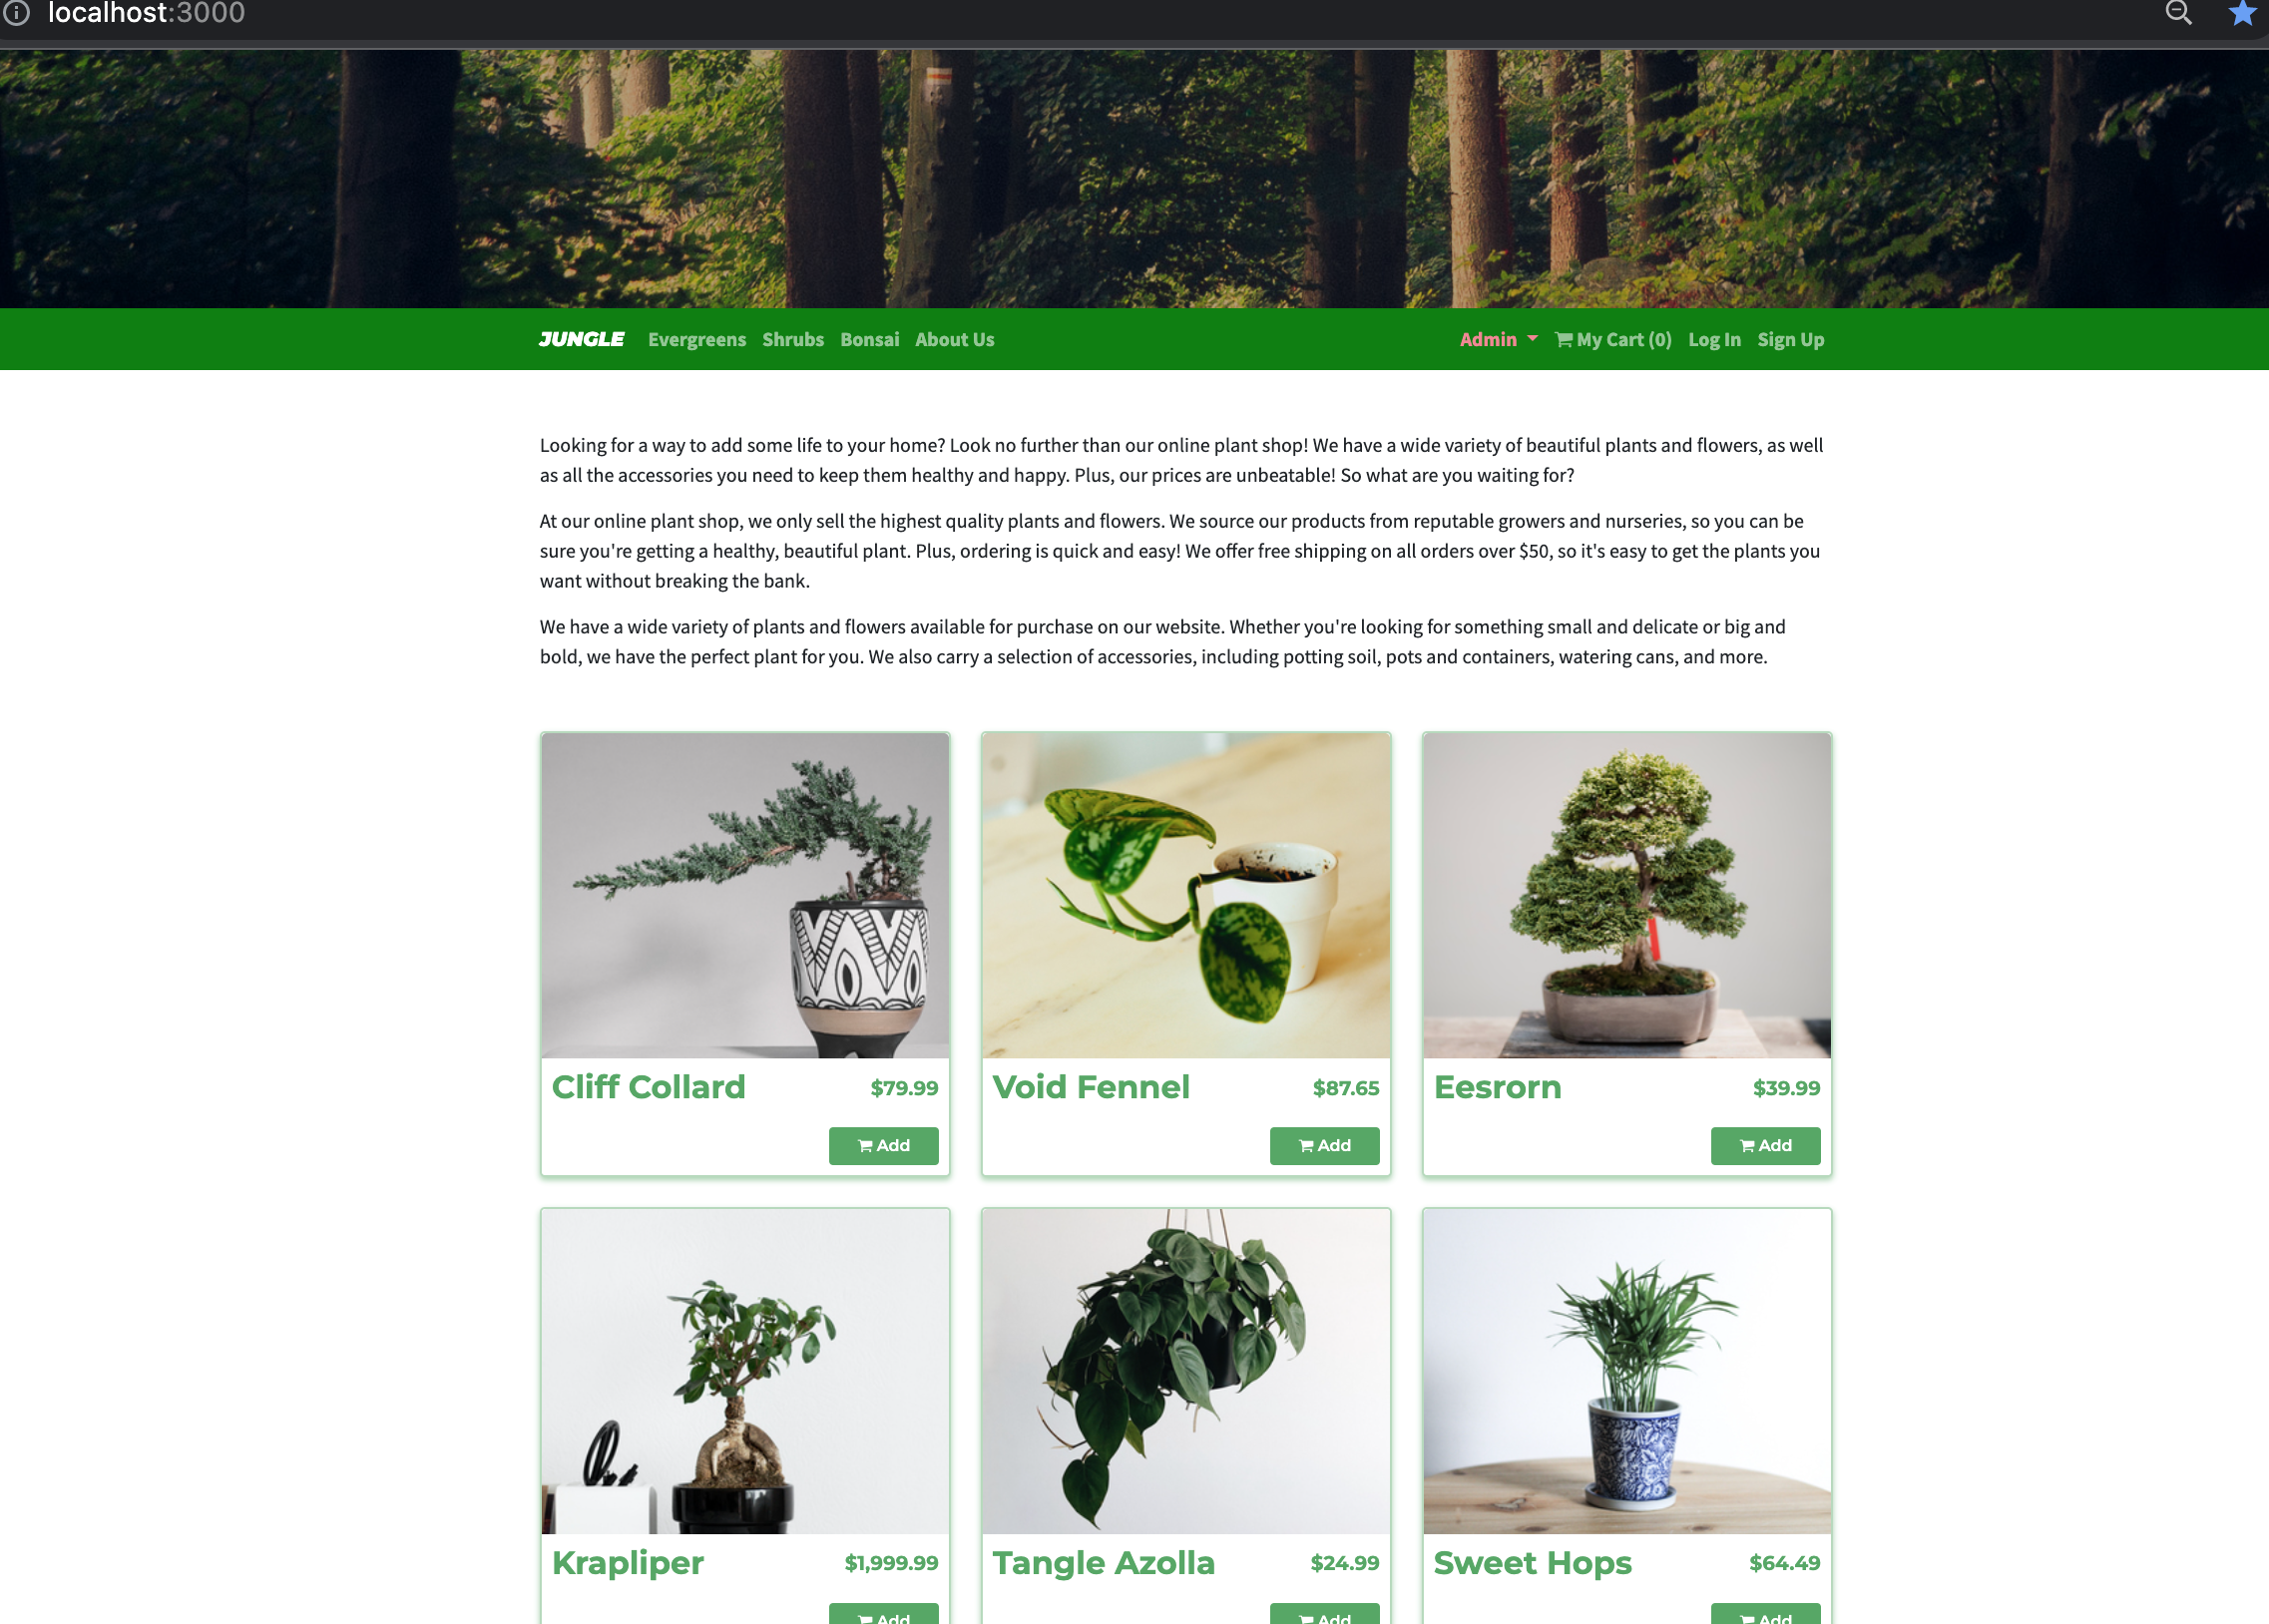 localhost:3000
JUNGLE Evergreens Shrubs Bonsai About Us Admin My Cart (0) Log In Sign Up
Looking for a way to add some life to your home? Look no further than our online plant shop! We have a wide variety of beautiful plants and flowers, as well
as all the accessories you need to keep them healthy and happy. Plus, our prices are unbeatable! So what are you waiting for?
At our online plant shop, we only sell the highest quality plants and flowers. We source our products from reputable growers and nurseries, so you can be
sure you're getting a healthy, beautiful plant. Plus, ordering is quick and easy! We offer free shipping on all orders over $50, so it's easy to get the plants you
want without breaking the bank.
We have a wide variety of plants and flowers available for purchase on our website. Whether you're looking for something small and delicate or big and
bold, we have the perfect plant for you. We also carry a selection of accessories, including potting soil, pots and containers, watering cans, and more.
Cliff Collard $79.99
Add
Void Fennel $87.65
Add
Eesrorn $39.99
Add
Krapliper $1,999.99
Add
Tangle Azolla $24.99
Add
Sweet Hops $64.49
Add